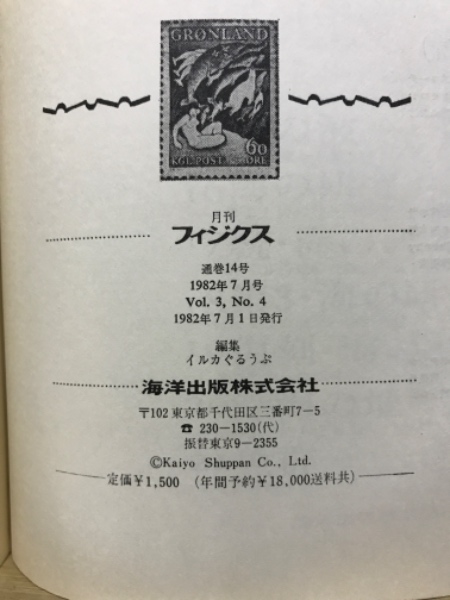 GRØNLAND
60
KGL. POST ØRE
月刊
フィジクス
通巻14号
1982年7月号
Vol. 3, No. 4
1982年7月1日発行
編集
イルカぐるうぷ
海洋出版株式会社
〒102 東京都千代田区三番町7−5
☎ 230−1530(代)
振替東京9−2355
©Kaiyo Shuppan Co., Ltd.
定価¥1,500 (年間予約¥18,000送料共)